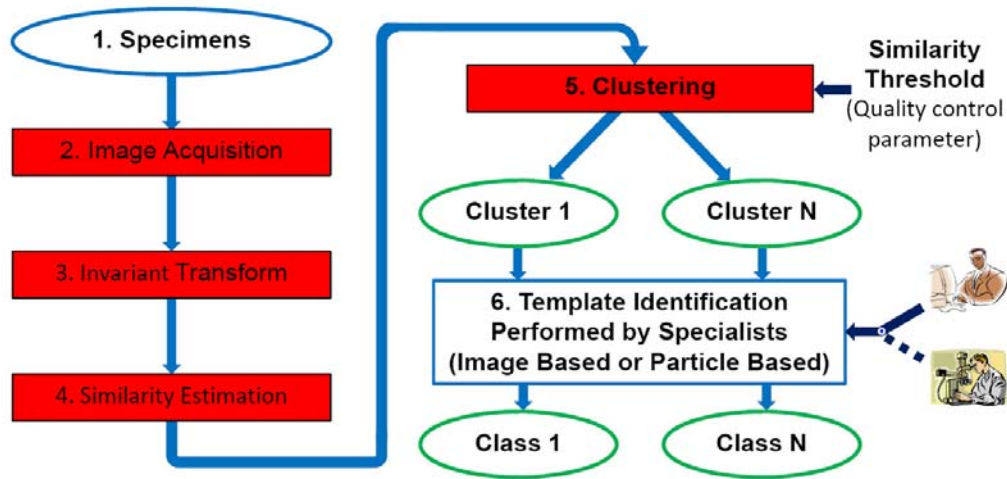 1. Specimens
2. Image Acquisition
3. Invariant Transform
4. Similarity Estimation
5. Clustering
Similarity
Threshold
(Quality control
parameter)
Cluster 1
Cluster N
6. Template Identification
Performed by Specialists
(Image Based or Particle Based)
Class 1
Class N